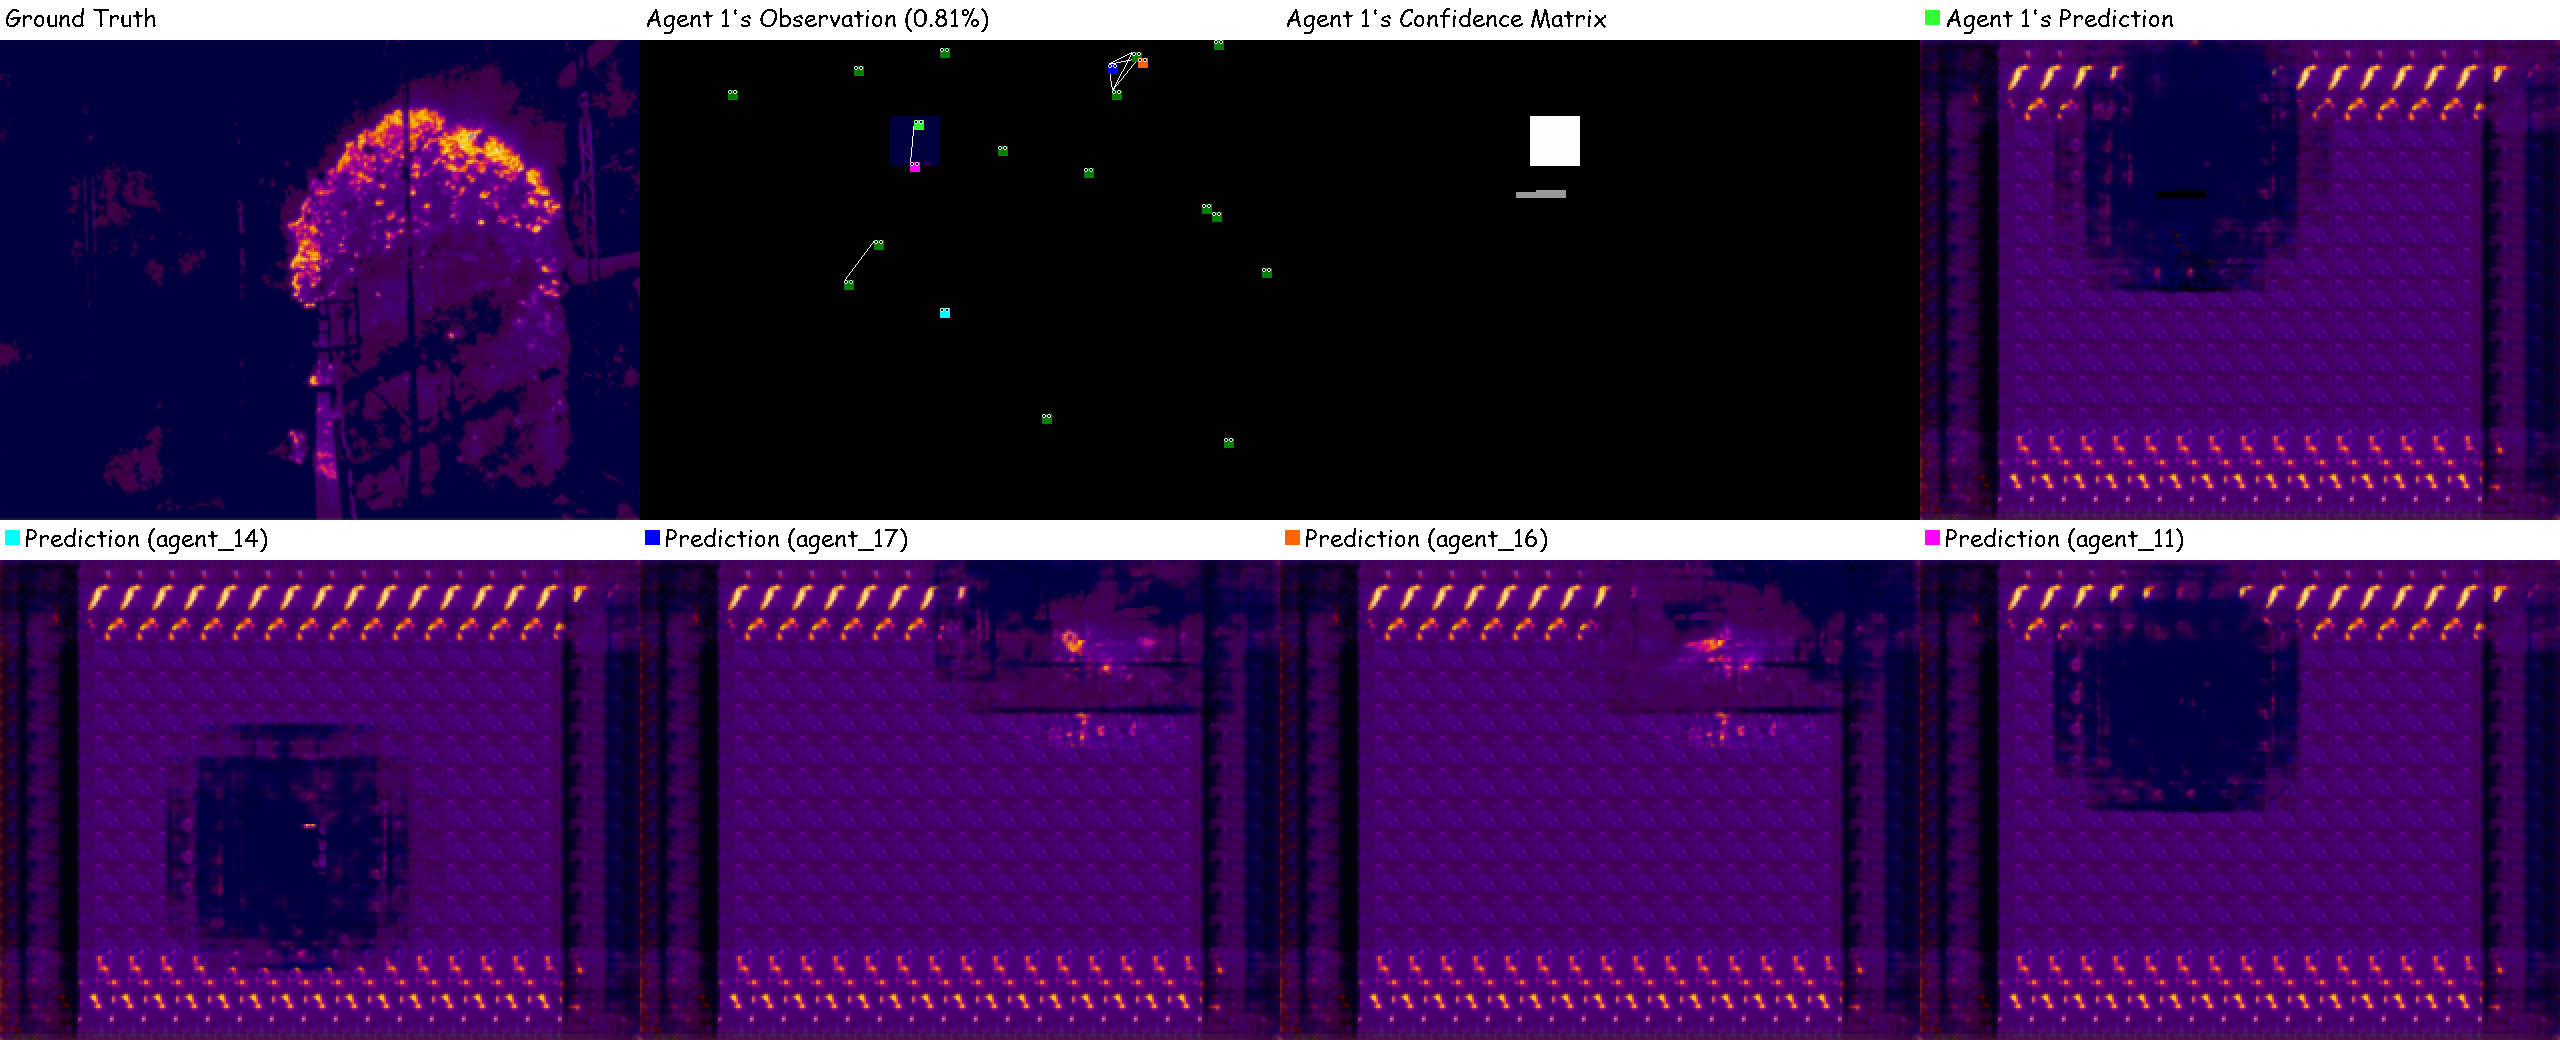 Ground Truth
Agent 1's Observation (0.81%)
Agent 1's Confidence Matrix
Agent 1's Prediction
Prediction (agent_14)
Prediction (agent_17)
Prediction (agent_16)
Prediction (agent_11)